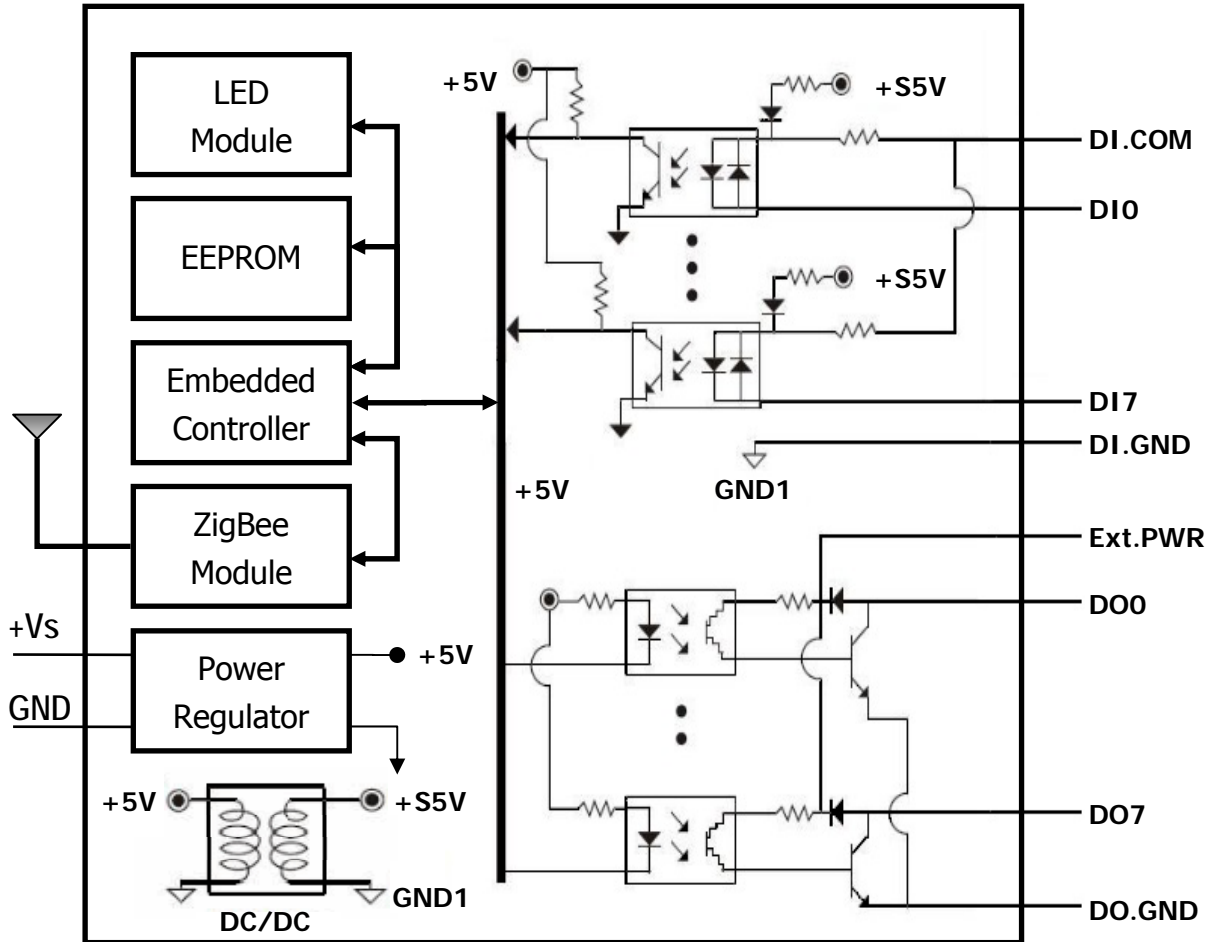 LED
Module
EEPROM
Embedded
Controller
ZigBee
Module
+Vs
GND
Power
Regulator
+5V
+5V
+S5V
GND1
DC/DC
+5V
+S5V
DI.COM
DI0
+S5V
DI7
DI.GND
GND1
+5V
Ext.PWR
DO0
DO7
DO.GND